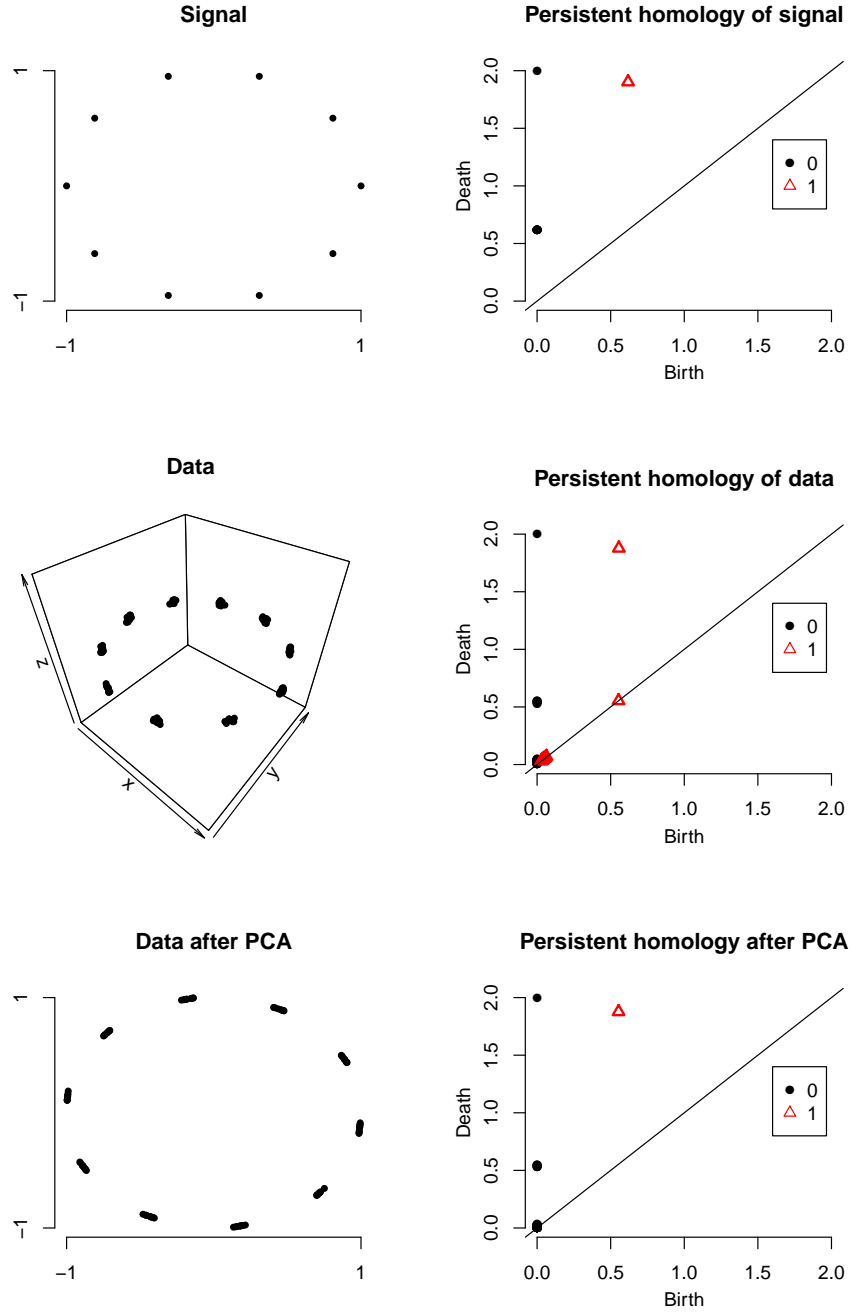 Signal
1
−1
−1
1
Persistent homology of signal
2.0
1.5
1.0
0.5
0.0
Death
0
1
0.0 0.5 1.0 1.5 2.0
Birth
Data
z
x
y
Persistent homology of data
2.0
1.5
1.0
0.5
0.0
Death
0
1
0.0 0.5 1.0 1.5 2.0
Birth
Data after PCA
1
−1
−1
1
Persistent homology after PCA
2.0
1.5
1.0
0.5
0.0
Death
0
1
0.0 0.5 1.0 1.5 2.0
Birth